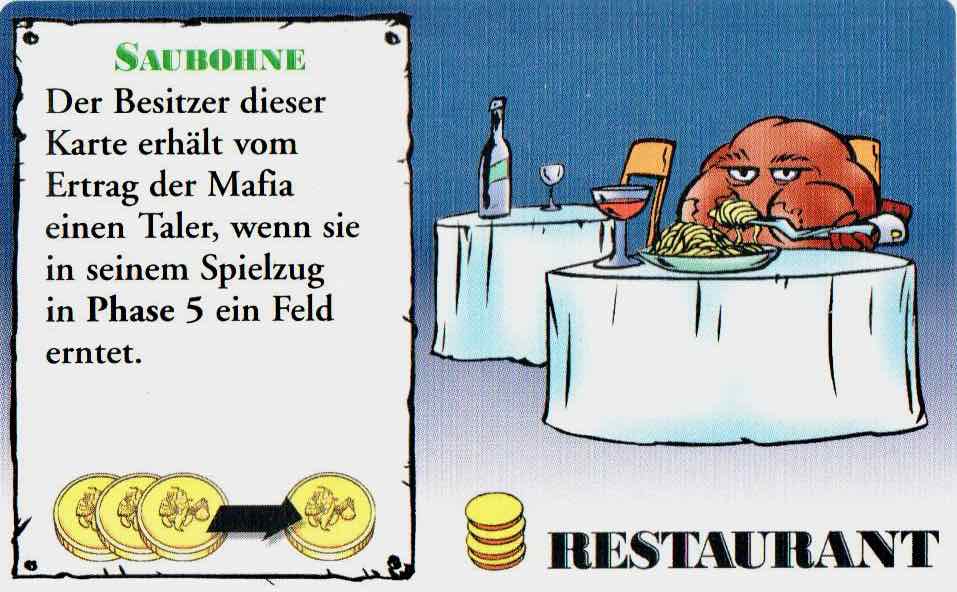 SAUBOHNE
Der Besitzer dieser
Karte erhält vom
Ertrag der Mafia
einen Taler, wenn sie
in seinem Spielzug
in Phase 5 ein Feld
erntet.
RESTAURANT